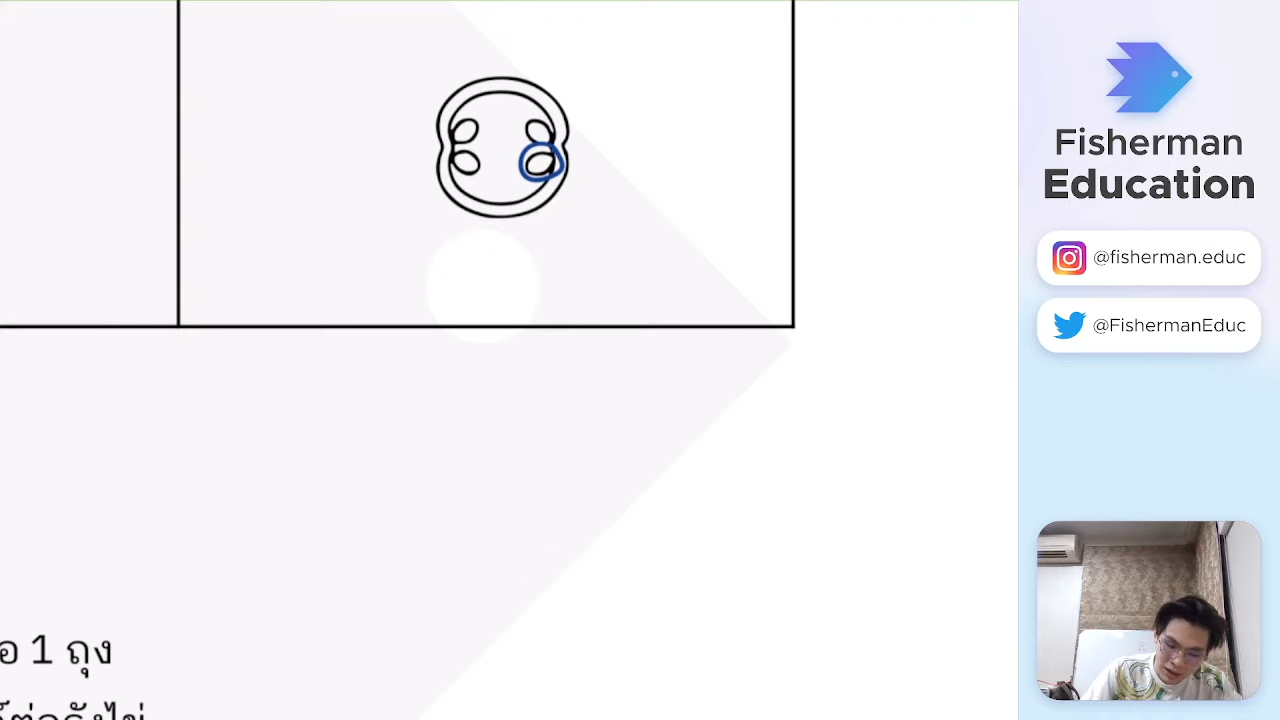 Fisherman
Education
@fisherman.educ
@FishermanEduc
1 ถุง